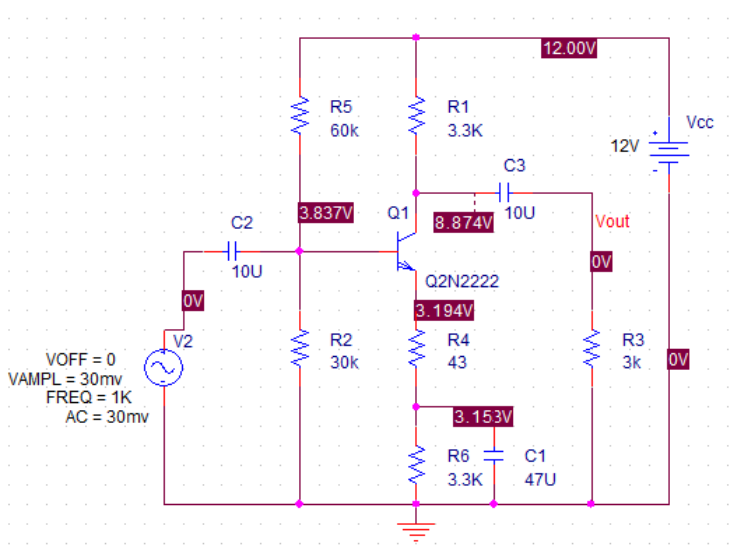 12.00V
R5
60k
R1
3.3K
Vcc
12V
C3
10U
3.837V
Q1
8.874V
Vout
C2
10U
0V
Q2N2222
0V
3.194V
V2
VOFF = 0
VAMPL = 30mv
FREQ = 1K
AC = 30mv
R2
30k
R4
43
R3
3k
0V
3.153V
R6
3.3K
C1
47U